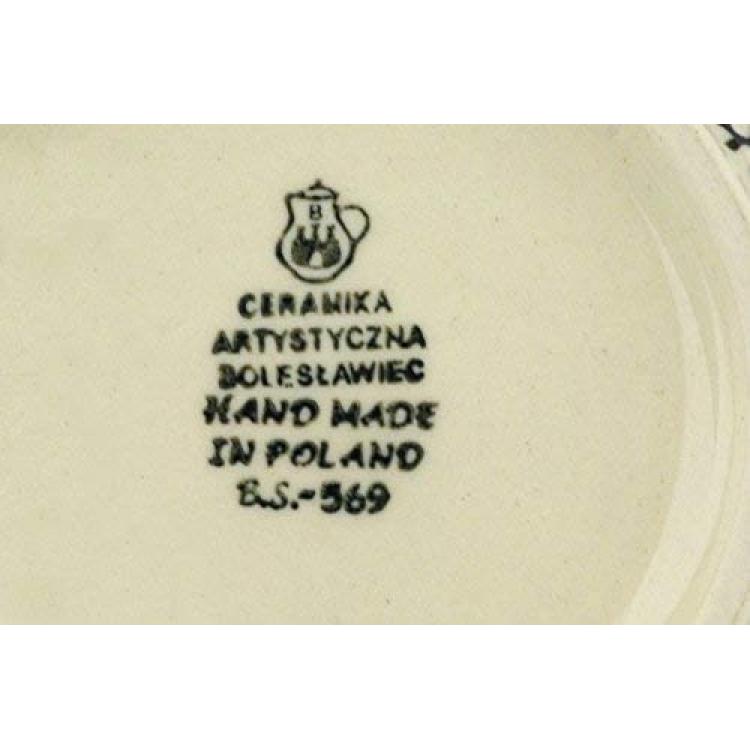 B
CERAMIKA
ARTYSTYCZNA
BOLESŁAWIEC
HAND MADE
IN POLAND
B.S.-569